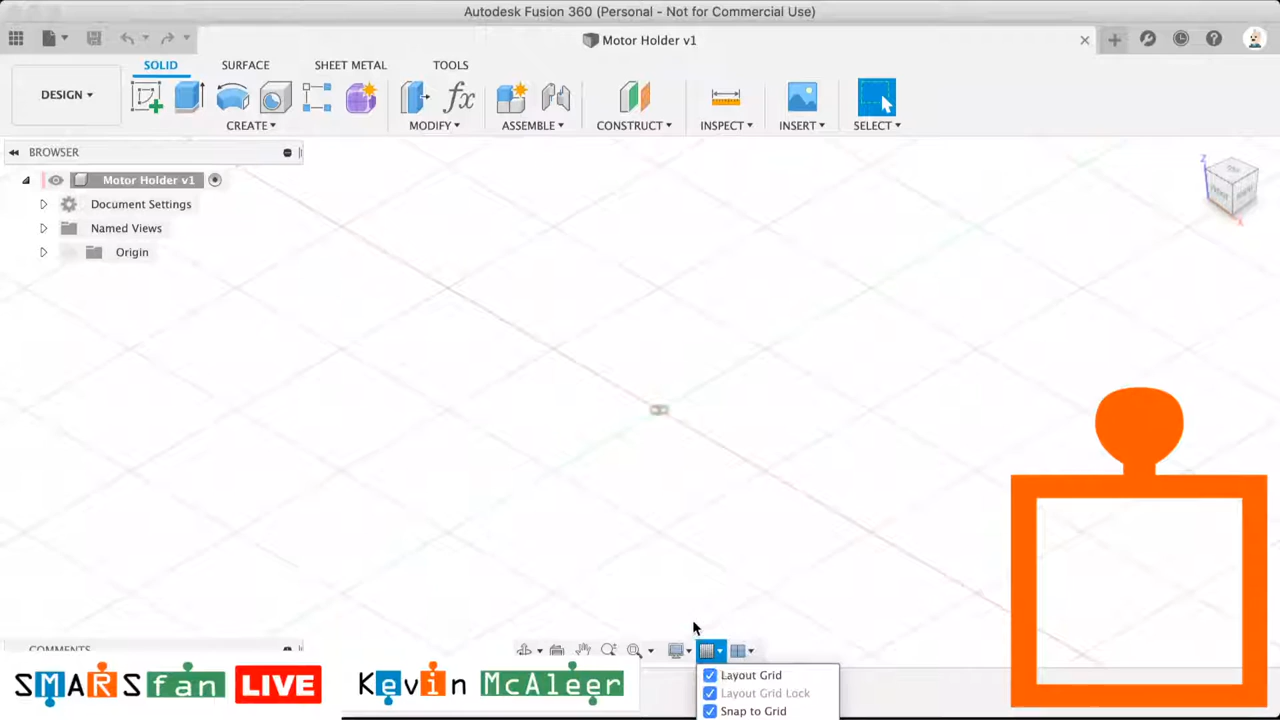 Autodesk Fusion 360 (Personal - Not for Commercial Use)
Motor Holder v1
SOLID SURFACE SHEET METAL TOOLS
DESIGN
CREATE MODIFY ASSEMBLE CONSTRUCT INSPECT INSERT SELECT
BROWSER
Motor Holder v1
Document Settings
Named Views
Origin
Z
X
COMMENTS
Layout Grid
Layout Grid Lock
Snap to Grid
SMARSfan LIVE
Kevin McAleer